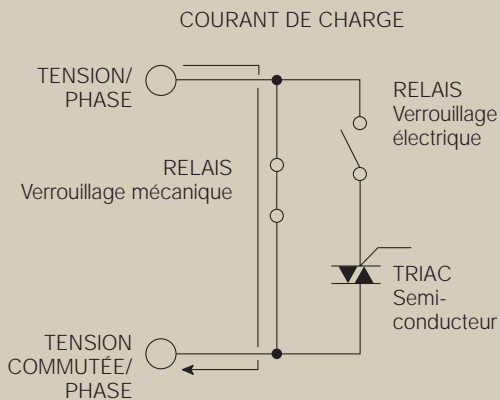 COURANT DE CHARGE
TENSION/
PHASE
RELAIS
Verrouillage
électrique
RELAIS
Verrouillage mécanique
TRIAC
Semi-
conducteur
TENSION
COMMUTÉE/
PHASE